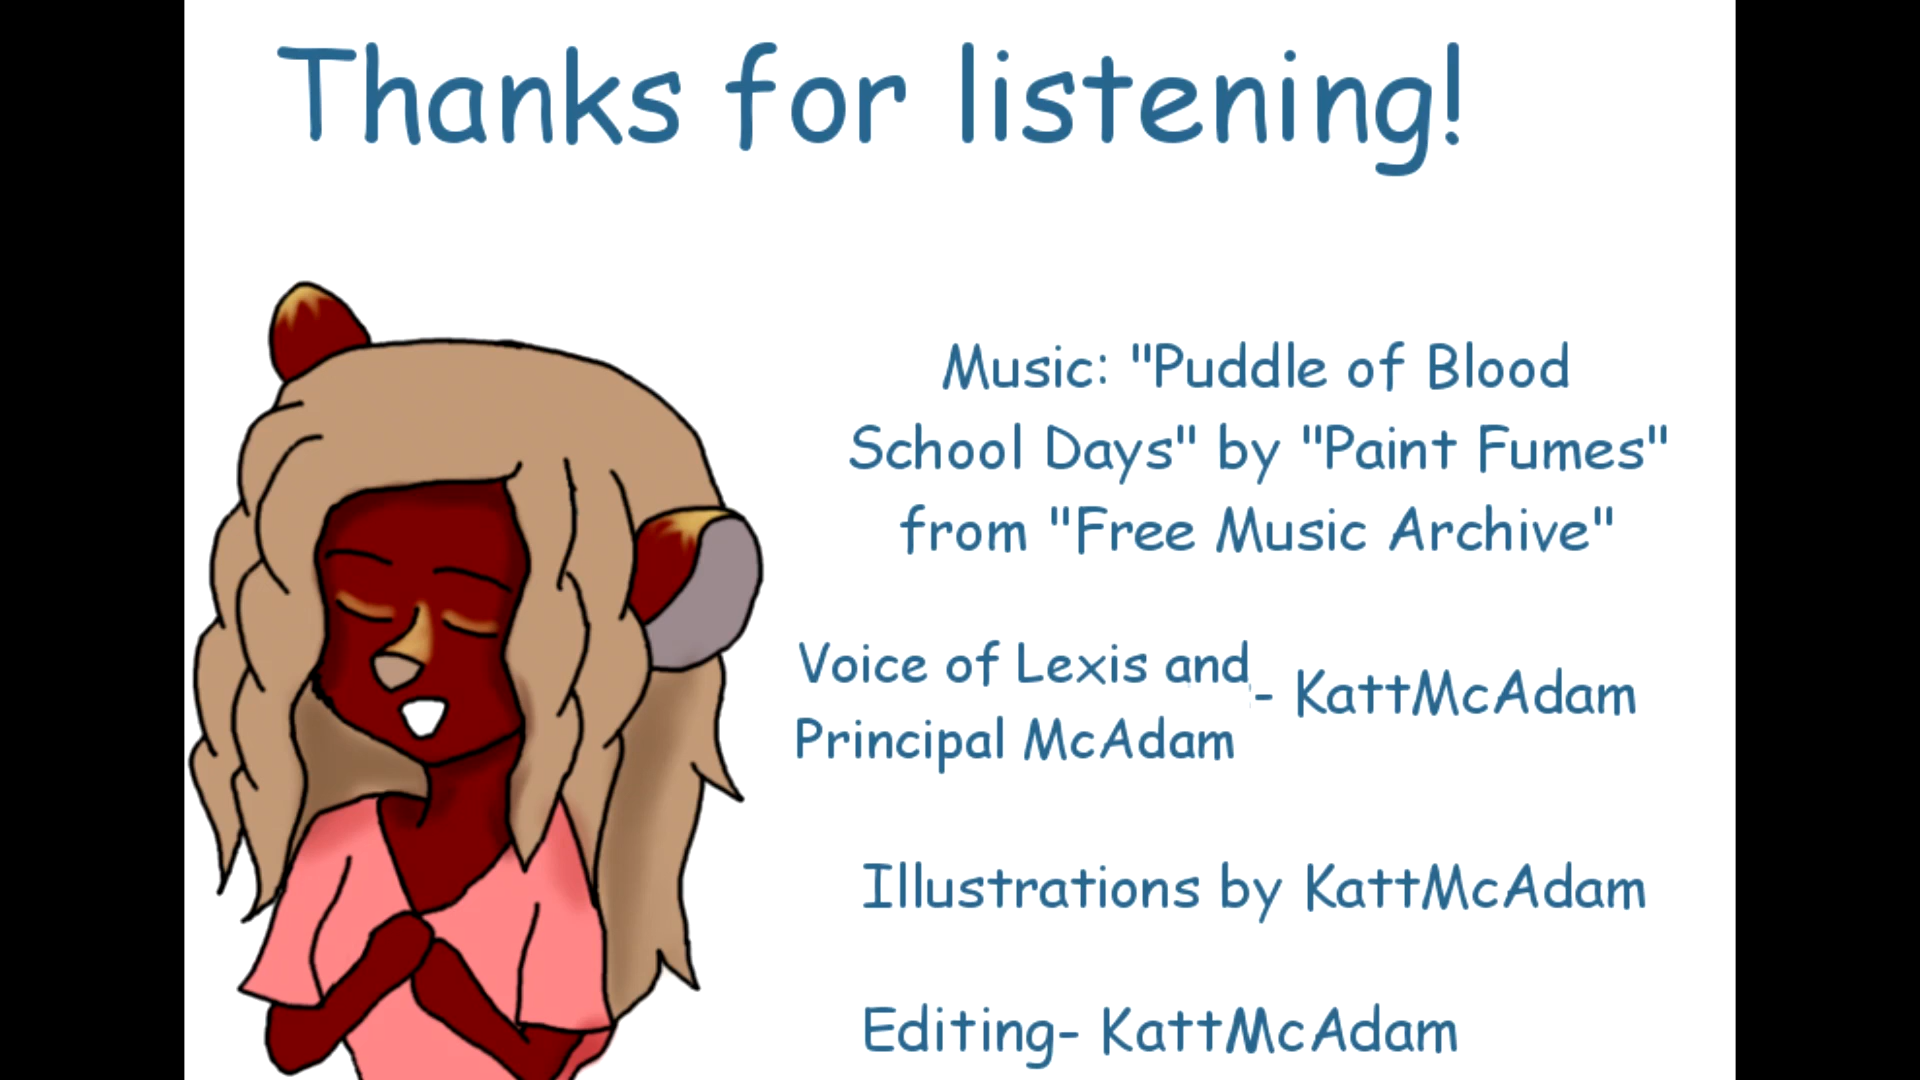 Thanks for listening!
Music: "Puddle of Blood
School Days" by "Paint Fumes"
from "Free Music Archive"
Voice of Lexis and
Principal McAdam
- KattMcAdam
Illustrations by KattMcAdam
Editing- KattMcAdam